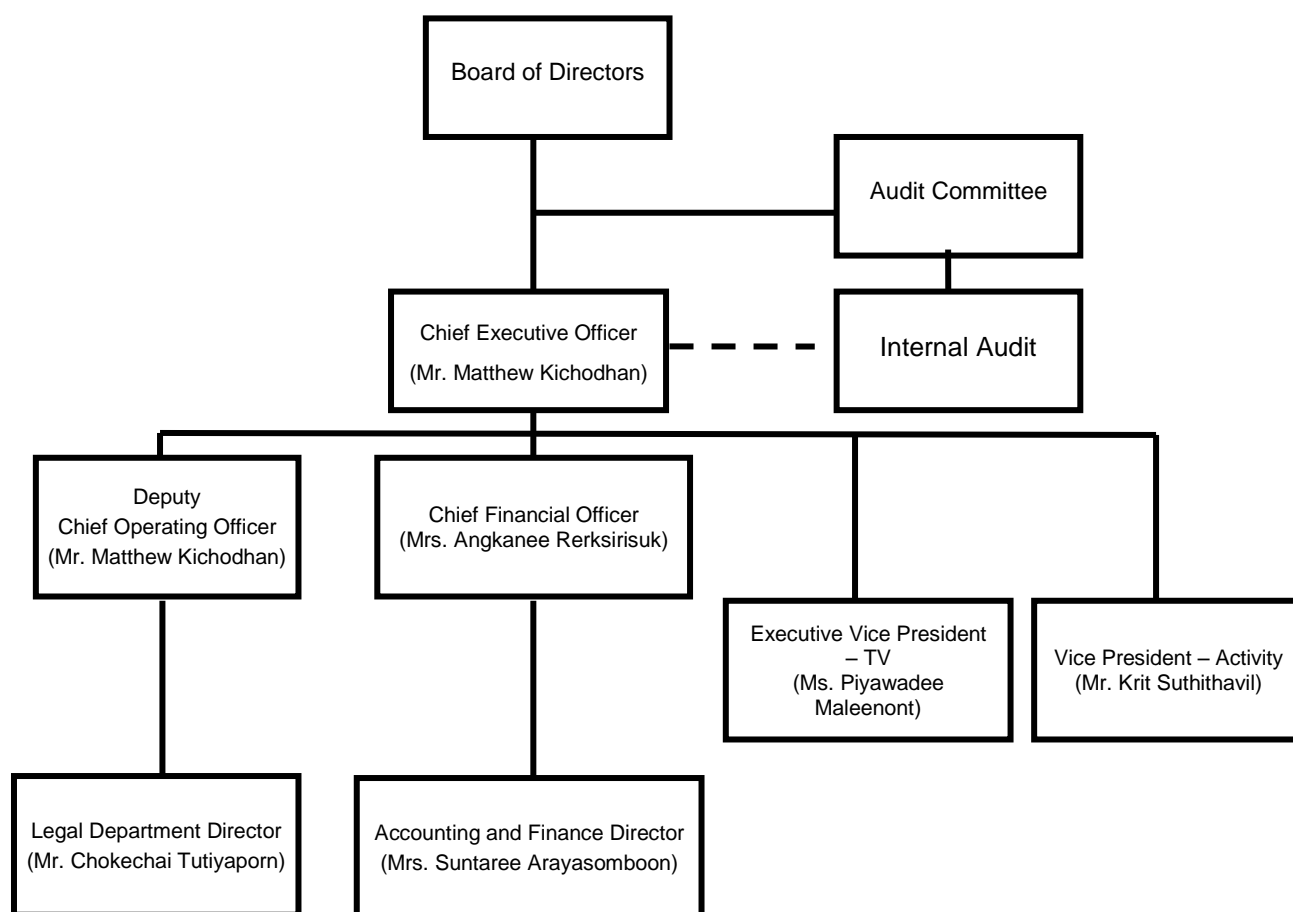 Board of Directors
Audit Committee
Chief Executive Officer
(Mr. Matthew Kichodhan)
Internal Audit
Deputy
Chief Operating Officer
(Mr. Matthew Kichodhan)
Chief Financial Officer
(Mrs. Angkanee Rerksirisuk)
Executive Vice President
– TV
(Ms. Piyawadee
Maleenont)
Vice President – Activity
(Mr. Krit Suthithavil)
Legal Department Director
(Mr. Chokechai Tutiyaporn)
Accounting and Finance Director
(Mrs. Suntaree Arayasomboon)